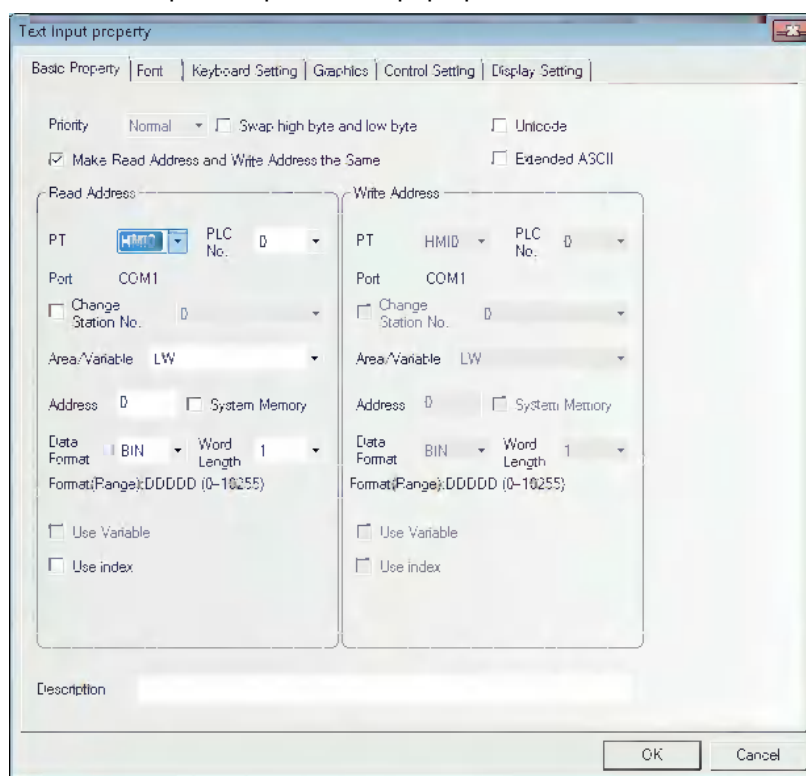 Text Input property
Basic Property Font Keyboard Setting Graphics Control Setting Display Setting
Priority Normal Swap high byte and low byte Unicode
Make Read Address and Write Address the Same Extended ASCII
Read Address Write Address
PT HMI0 PLC No. 0 PT HMI0 PLC No. 0
Port COM1 Port COM1
Change Station No. 0 Change Station No. 0
Area/Variable LW Area/Variable LW
Address 0 System Memory Address 0 System Memory
Data Format BIN Word Length 1 Data Format BIN Word Length 1
Format(Range):DDDDD (0~10255) Format(Range):DDDDD (0~10255)
Use Variable Use Variable
Use index Use index
Description
OK Cancel